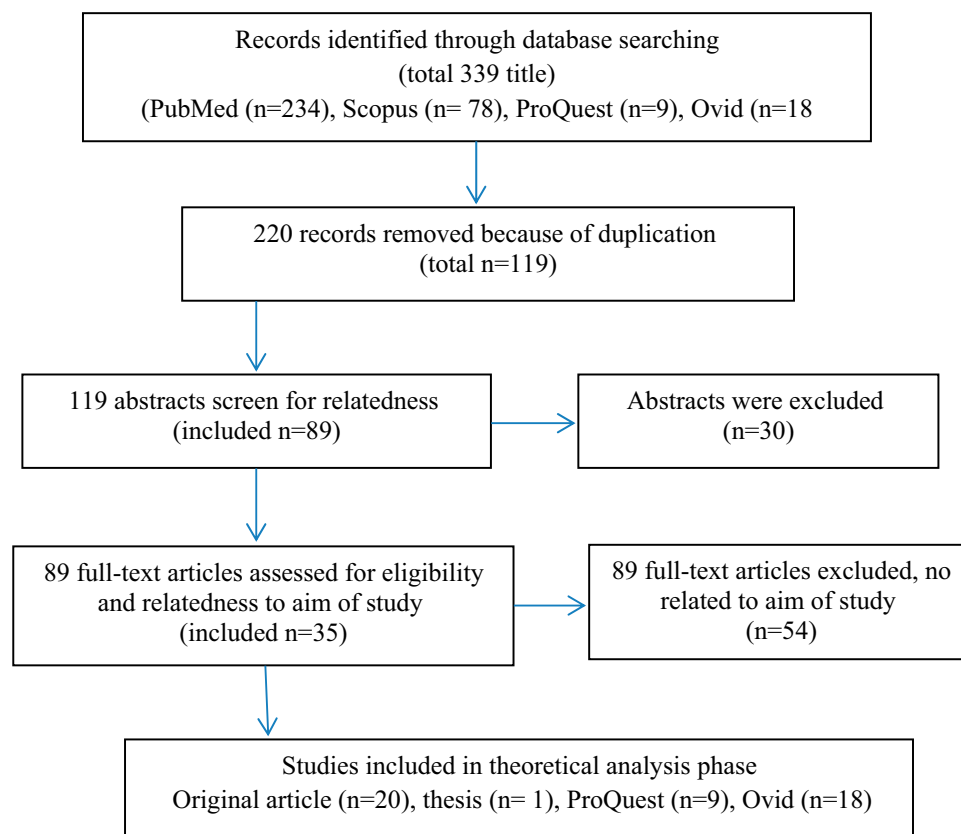 Records identified through database searching
(total 339 title)
(PubMed (n=234), Scopus (n= 78), ProQuest (n=9), Ovid (n=18
220 records removed because of duplication
(total n=119)
119 abstracts screen for relatedness
(included n=89)
Abstracts were excluded
(n=30)
89 full-text articles assessed for eligibility
and relatedness to aim of study
(included n=35)
89 full-text articles excluded, no
related to aim of study
(n=54)
Studies included in theoretical analysis phase
Original article (n=20), thesis (n= 1), ProQuest (n=9), Ovid (n=18)